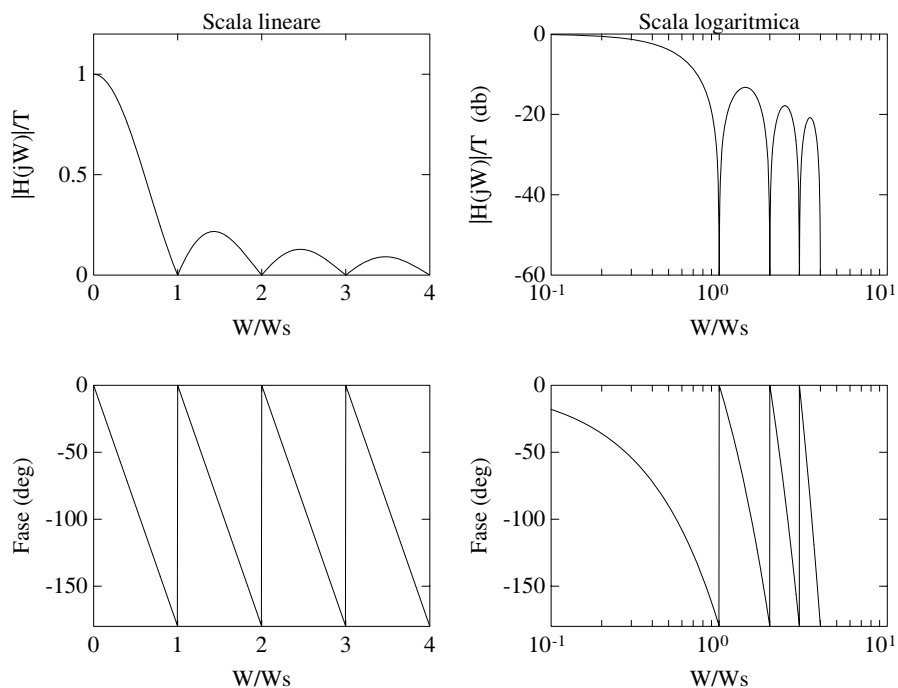 Scala lineare
|H(jW)|/T
1
0.5
0
0 1 2 3 4
W/Ws
Scala logaritmica
|H(jW)|/T (db)
0
-20
-40
-60
10-1 100 101
W/Ws
Fase (deg)
0
-50
-100
-150
0 1 2 3 4
W/Ws
Fase (deg)
0
-50
-100
-150
10-1 100 101
W/Ws